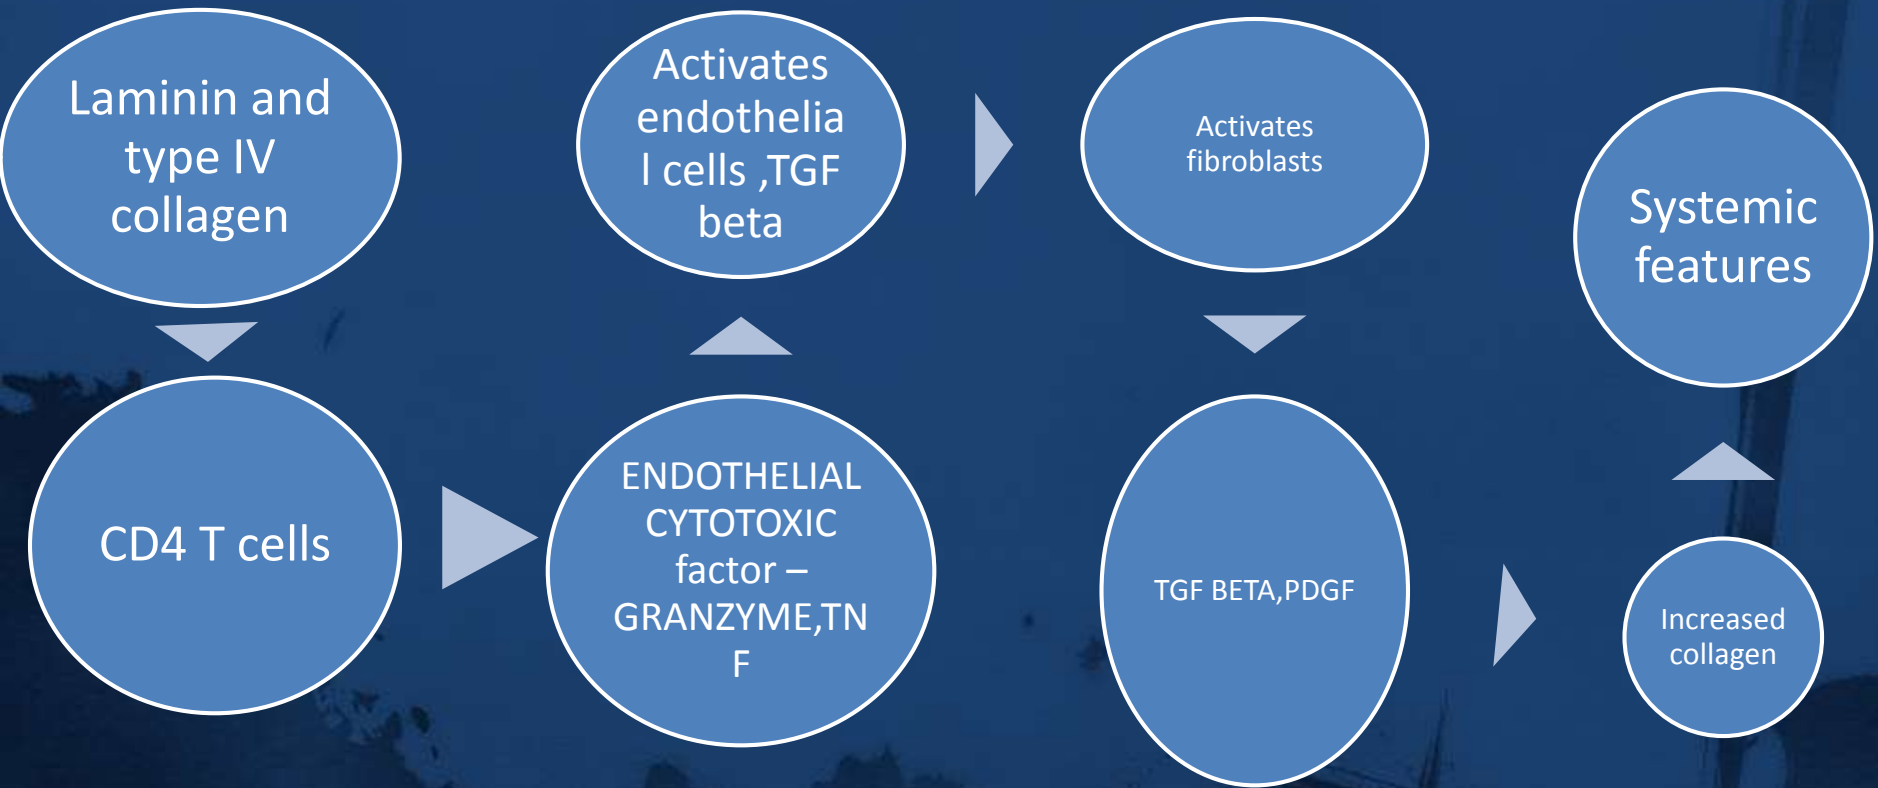 Laminin and
type IV
collagen
CD4 T cells
ENDOTHELIAL
CYTOTOXIC
factor –
GRANZYME,TN
F
Activates
endothelia
l cells ,TGF
beta
Activates
fibroblasts
TGF BETA,PDGF
Increased
collagen
Systemic
features